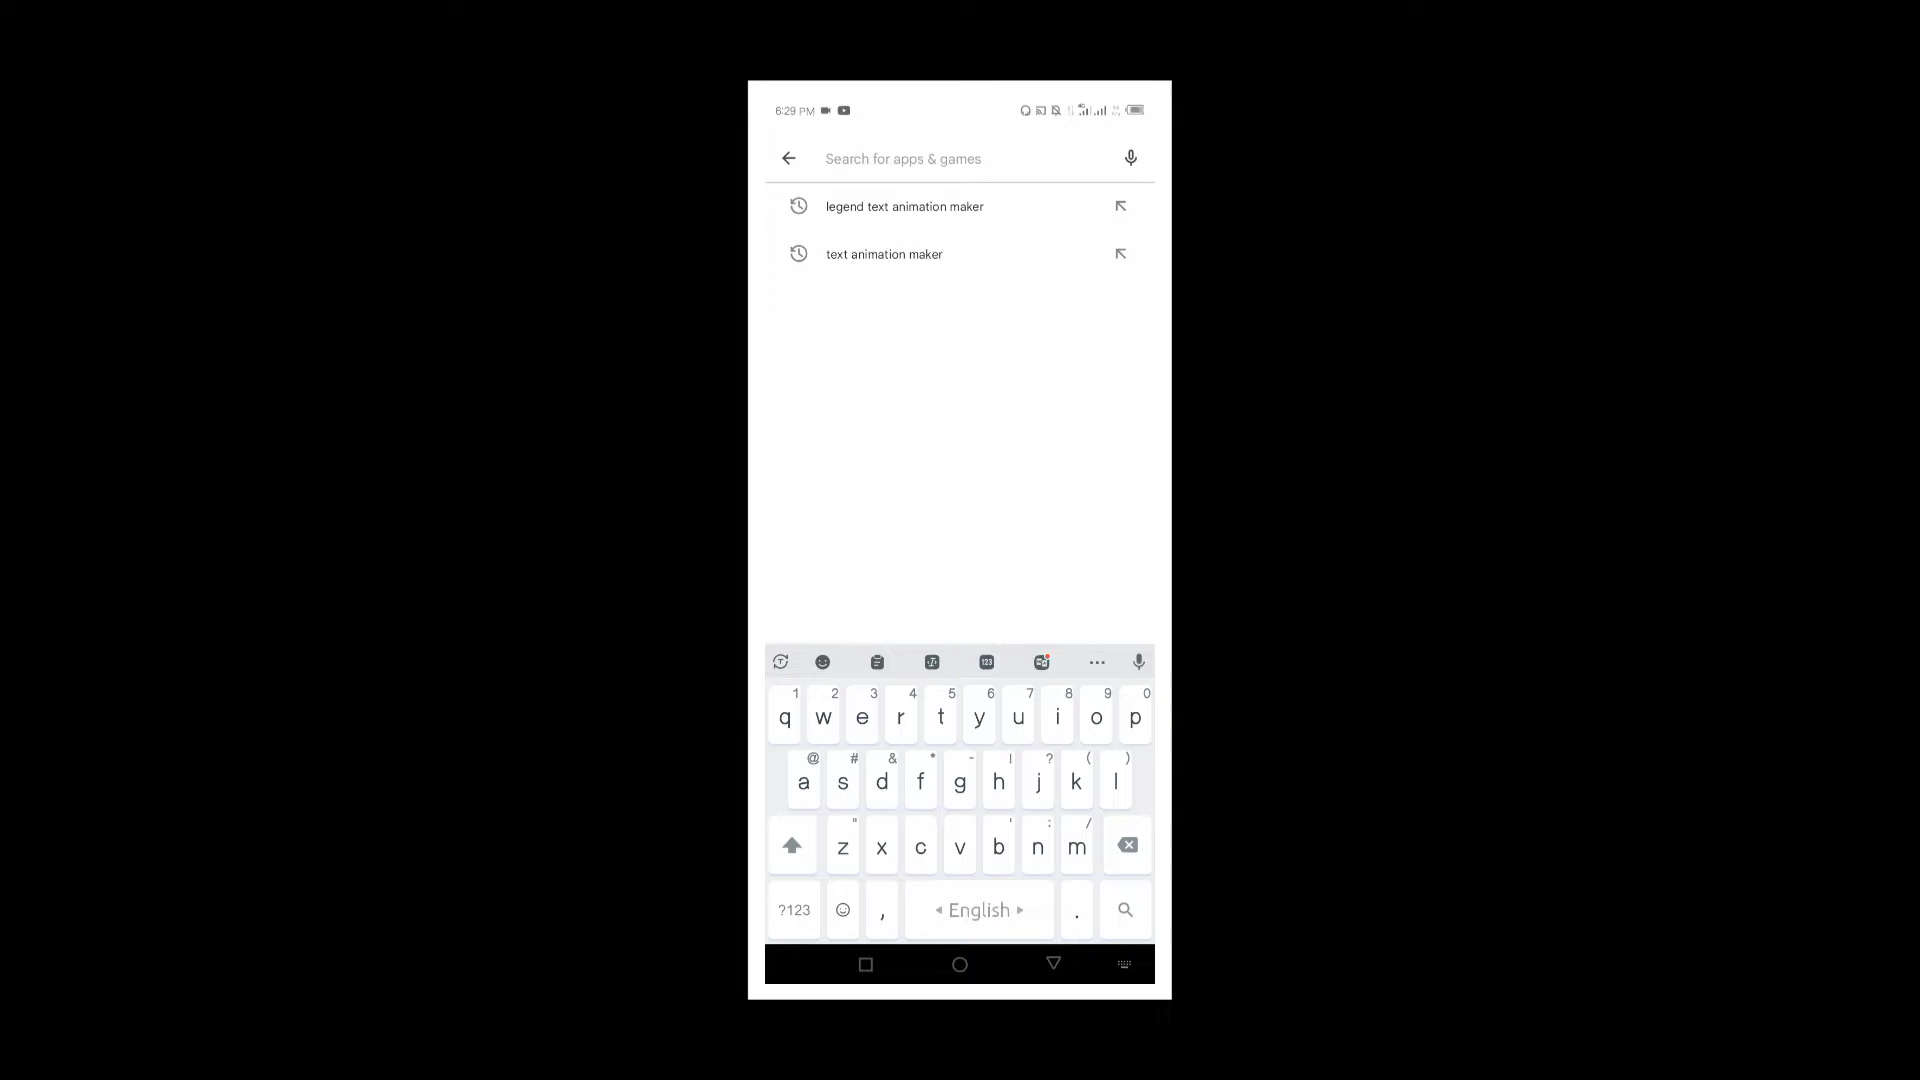 6:29 PM
Search for apps & games
legend text animation maker
text animation maker
123
1 2 3 4 5 6 7 8 9 0
q w e r t y u i o p
@ # & * - ! ? ( )
a s d f g h j k l
" ' : /
z x c v b n m
?123 , English .